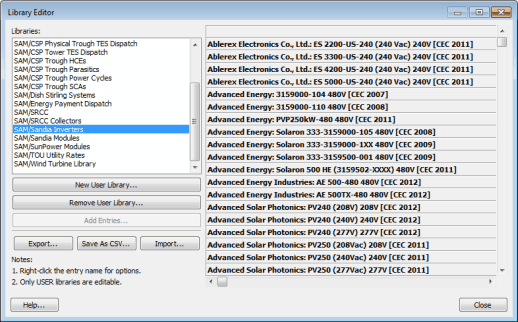 Library Editor
Libraries:
SAM/CSP Physical Trough TES Dispatch
SAM/CSP Tower TES Dispatch
SAM/CSP Trough HCEs
SAM/CSP Trough Parasitics
SAM/CSP Trough Power Cycles
SAM/CSP Trough SCAs
SAM/Dish Stirling Systems
SAM/Energy Payment Dispatch
SAM/SRCC
SAM/SRCC Collectors
SAM/Sandia Inverters
SAM/Sandia Modules
SAM/SunPower Modules
SAM/TOU Utility Rates
SAM/Wind Turbine Library
New User Library...
Remove User Library...
Add Entries...
Export...
Save As CSV...
Import...
Notes:
1. Right-click the entry name for options.
2. Only USER libraries are editable.
Ablerex Electronics Co., Ltd.: ES 2200-US-240 (240 Vac) 240V [CEC 2011]
Ablerex Electronics Co., Ltd.: ES 3300-US-240 (240 Vac) 240V [CEC 2011]
Ablerex Electronics Co., Ltd.: ES 4200-US-240 (240 Vac) 240V [CEC 2011]
Ablerex Electronics Co., Ltd.: ES 5000-US-240 (240 Vac) 240V [CEC 2011]
Advanced Energy: 3159000-104 480V [CEC 2007]
Advanced Energy: 3159000-110 480V [CEC 2008]
Advanced Energy: PVP250kW-480 480V [CEC 2011]
Advanced Energy: Solaron 333-3159000-105 480V [CEC 2008]
Advanced Energy: Solaron 333-3159000-1XX 480V [CEC 2009]
Advanced Energy: Solaron 333-3159500-001 480V [CEC 2009]
Advanced Energy: Solaron 500 HE (3159502-XXXX) 480V [CEC 2011]
Advanced Energy Industries: AE 500-480 480V [CEC 2012]
Advanced Energy Industries: AE 500TX-480 480V [CEC 2012]
Advanced Solar Photonics: PV240 (208V) 208V [CEC 2012]
Advanced Solar Photonics: PV240 (240V) 240V [CEC 2012]
Advanced Solar Photonics: PV240 (277V) 277V [CEC 2012]
Advanced Solar Photonics: PV250 (208Vac) 208V [CEC 2011]
Advanced Solar Photonics: PV250 (240Vac) 240V [CEC 2011]
Advanced Solar Photonics: PV250 (277Vac) 277V [CEC 2011]
Help...
Close